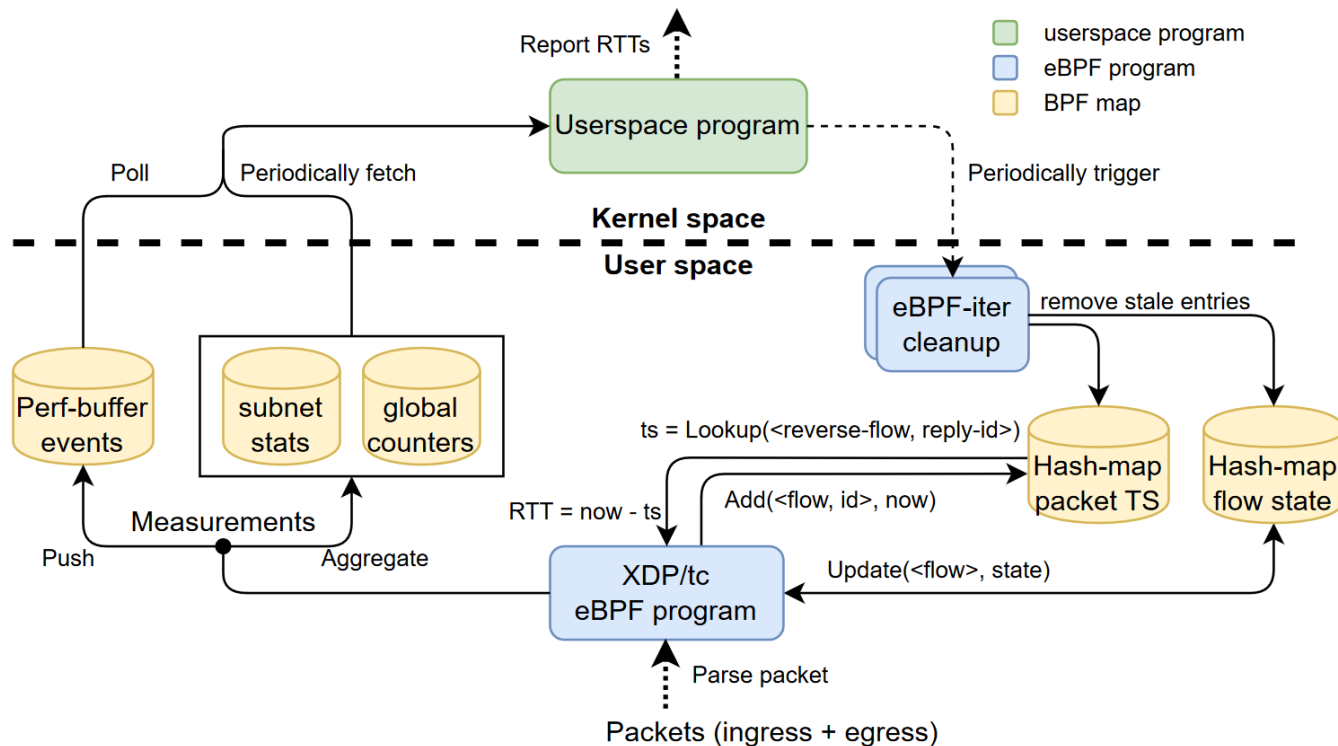 Report RTTs
userspace program
eBPF program
BPF map
Userspace program
Poll
Periodically fetch
Periodically trigger
Kernel space
User space
eBPF-iter
cleanup
remove stale entries
Perf-buffer
events
subnet
stats
global
counters
ts = Lookup(<reverse-flow, reply-id>)
Hash-map
packet TS
Hash-map
flow state
RTT = now - ts
Add(<flow, id>, now)
Measurements
Push
Aggregate
XDP/tc
eBPF program
Update(<flow>, state)
Parse packet
Packets (ingress + egress)